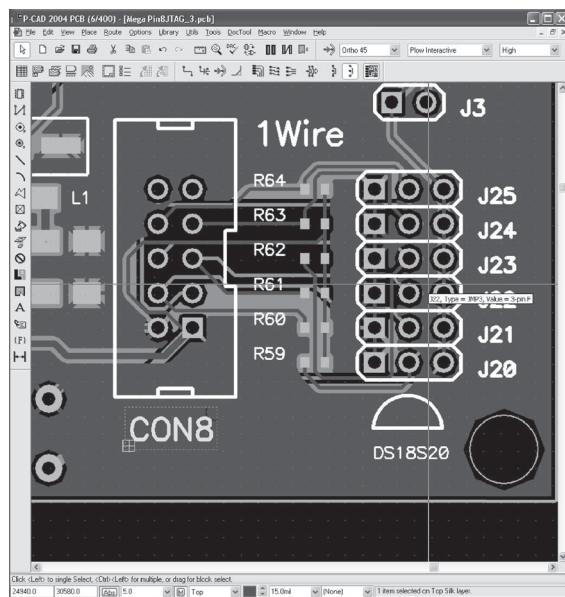 P-CAD 2004 PCB (6/400) - [Mega Pin8JTAG_3.pcb]
File Edit View Place Route Options Library Utils Tools DocTool Macro Window Help
Ortho 45 Plow Interactive High
J3
1Wire
L1
R64
R63
R62
R61
R60
R59
J25
J24
J23
J22
J22, Type = JMP3, Value = 3-pin F
J21
J20
CON8
DS18S20
A
{F}
Click <Left> to single Select, <Ctrl><Left> for multiple, or drag for block select.
24940.0 30580.0 Abs 5.0 M Top 15.0mil (None) 1 item selected on Top Silk layer.